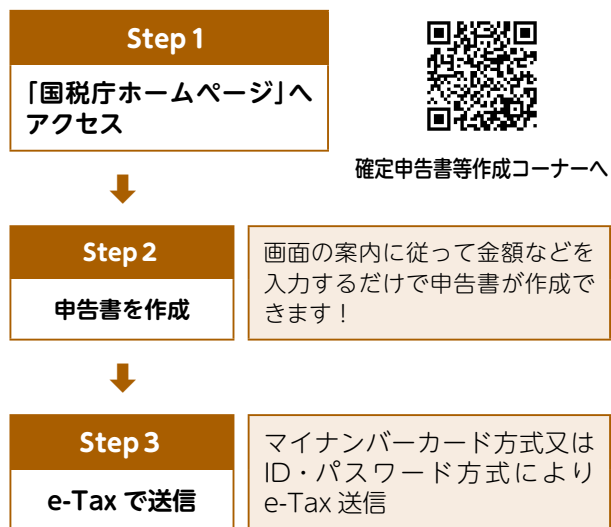 Step 1
「国税庁ホームページ」へ
アクセス
確定申告書等作成コーナーへ
Step 2
申告書を作成
画面の案内に従って金額などを
入力するだけで申告書が作成で
きます！
Step 3
e-Tax で送信
マイナンバーカード方式又は
ID・パスワード方式により
e-Tax 送信